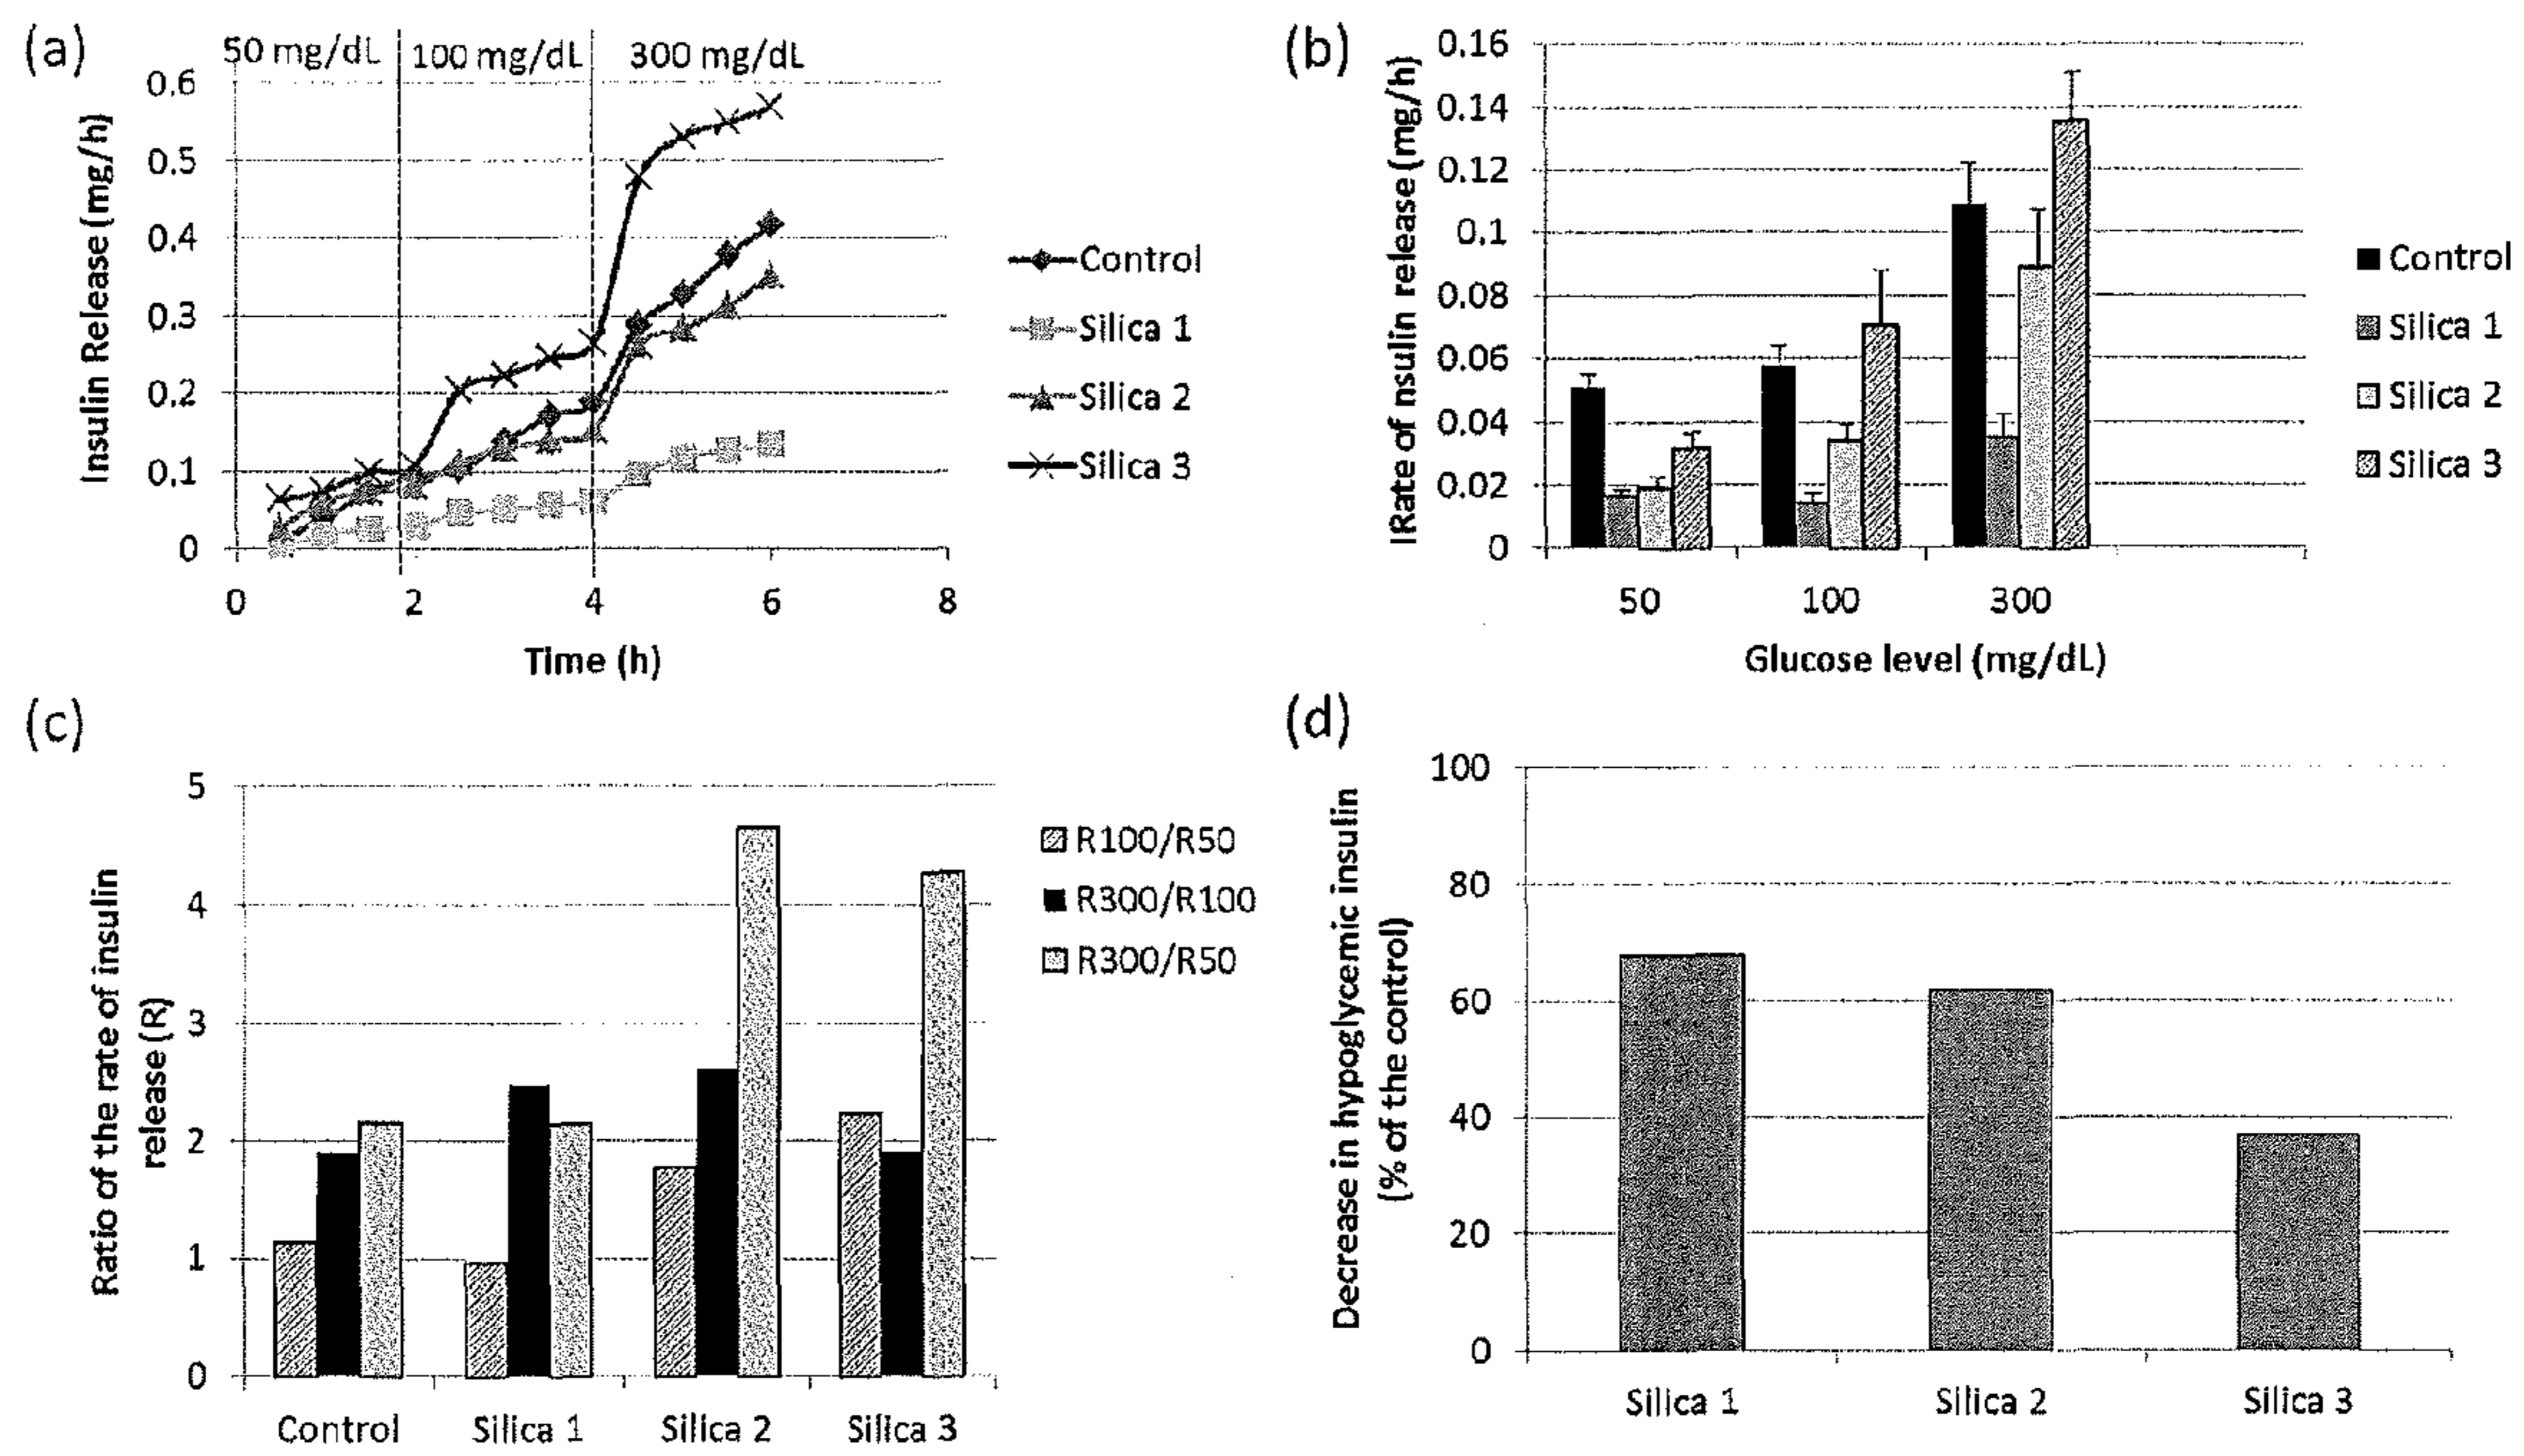 (a)
50 mg/dL 100 mg/dL 300 mg/dL
Insulin Release (mg/h)
0.6
0.5
0.4
0.3
0.2
0.1
0
0 2 4 6 8
Time (h)
Control
Silica 1
Silica 2
Silica 3
(b)
IRate of nsulin release (mg/h)
0.16
0.14
0.12
0.1
0.08
0.06
0.04
0.02
0
50 100 300
Glucose level (mg/dL)
Control
Silica 1
Silica 2
Silica 3
(c)
Ratio of the rate of insulin
release (R)
5
4
3
2
1
0
Control Silica 1 Silica 2 Silica 3
R100/R50
R300/R100
R300/R50
(d)
Decrease in hypoglycemic insulin
(% of the control)
100
80
60
40
20
0
Silica 1 Silica 2 Silica 3